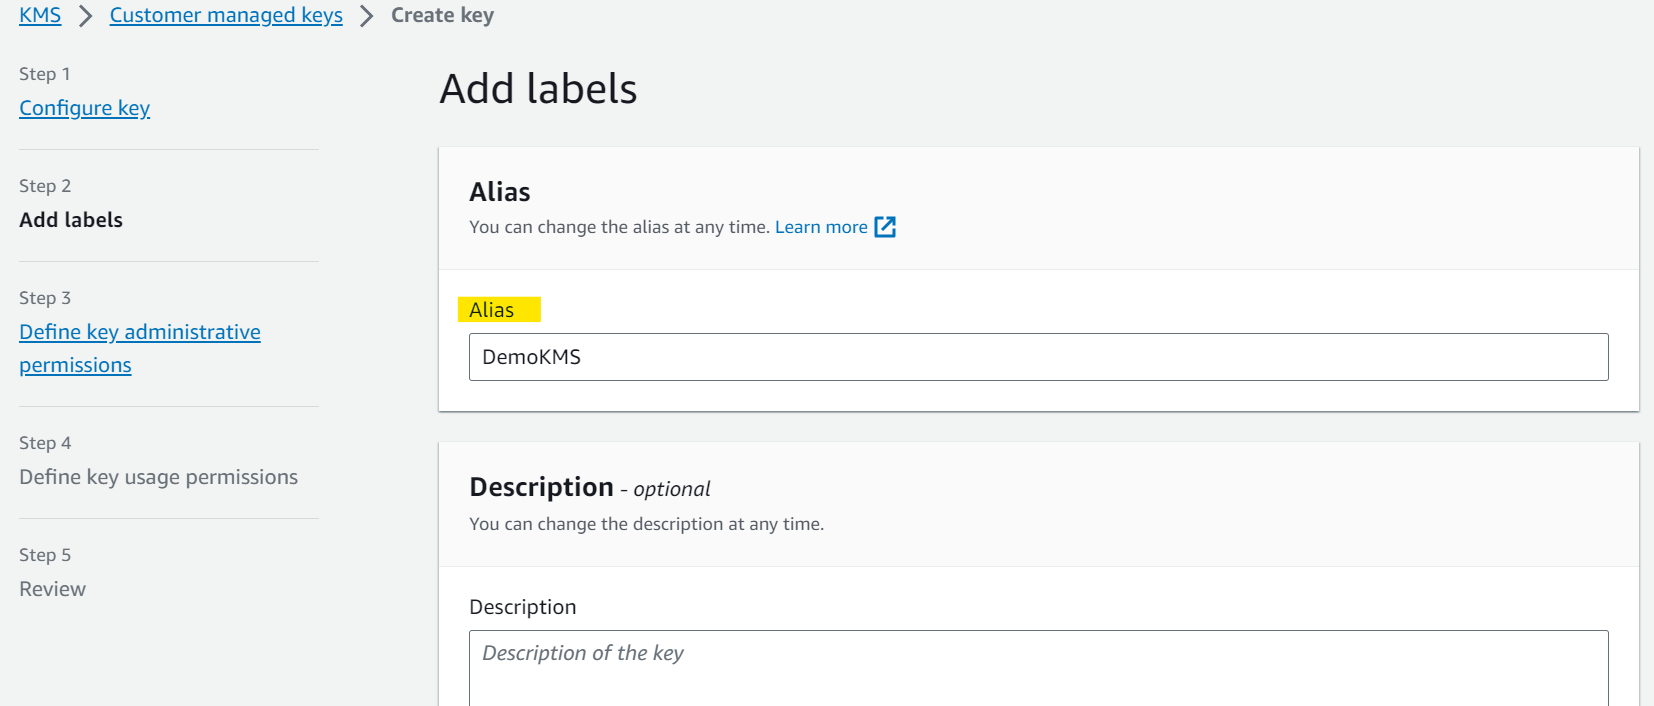 KMS > Customer managed keys > Create key
Step 1
Configure key
Step 2
Add labels
Step 3
Define key administrative
permissions
Step 4
Define key usage permissions
Step 5
Review
Add labels
Alias
You can change the alias at any time. Learn more
Alias
DemoKMS
Description - optional
You can change the description at any time.
Description
Description of the key